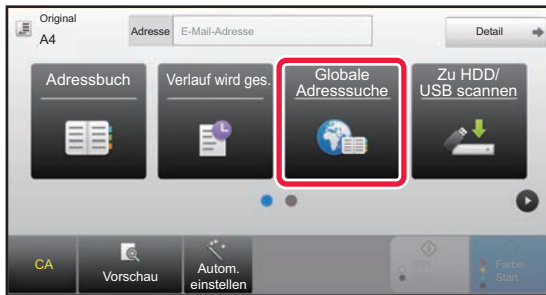 Original
A4
Adresse
E-Mail-Adresse
Detail
Adressbuch
Verlauf wird ges.
Globale
Adresssuche
Zu HDD/
USB scannen
CA
Vorschau
Autom.
einstellen
Farbe
Start